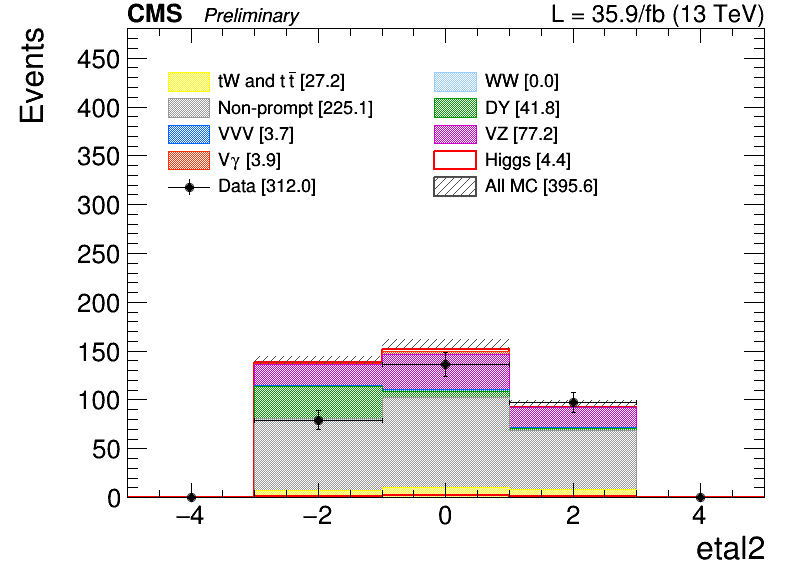 CMS Preliminary L = 35.9/fb (13 TeV)
Events
450
400
350
300
250
200
150
100
50
0
tW and t t̄ [27.2] WW [0.0]
Non-prompt [225.1] DY [41.8]
VVV [3.7] VZ [77.2]
Vγ [3.9] Higgs [4.4]
Data [312.0] All MC [395.6]
−4 −2 0 2 4
etal2